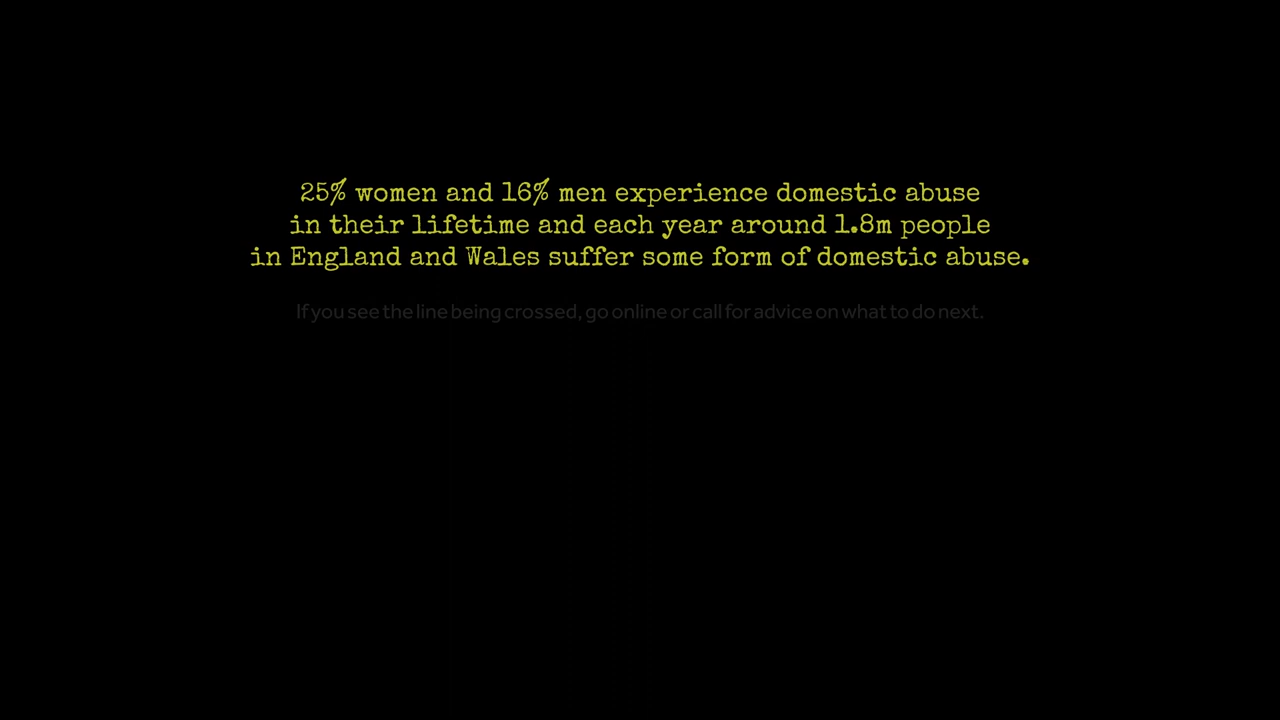 25% women and 16% men experience domestic abuse
in their lifetime and each year around 1.8m people
in England and Wales suffer some form of domestic abuse.
If you see the line being crossed, go online or call for advice on what to do next.